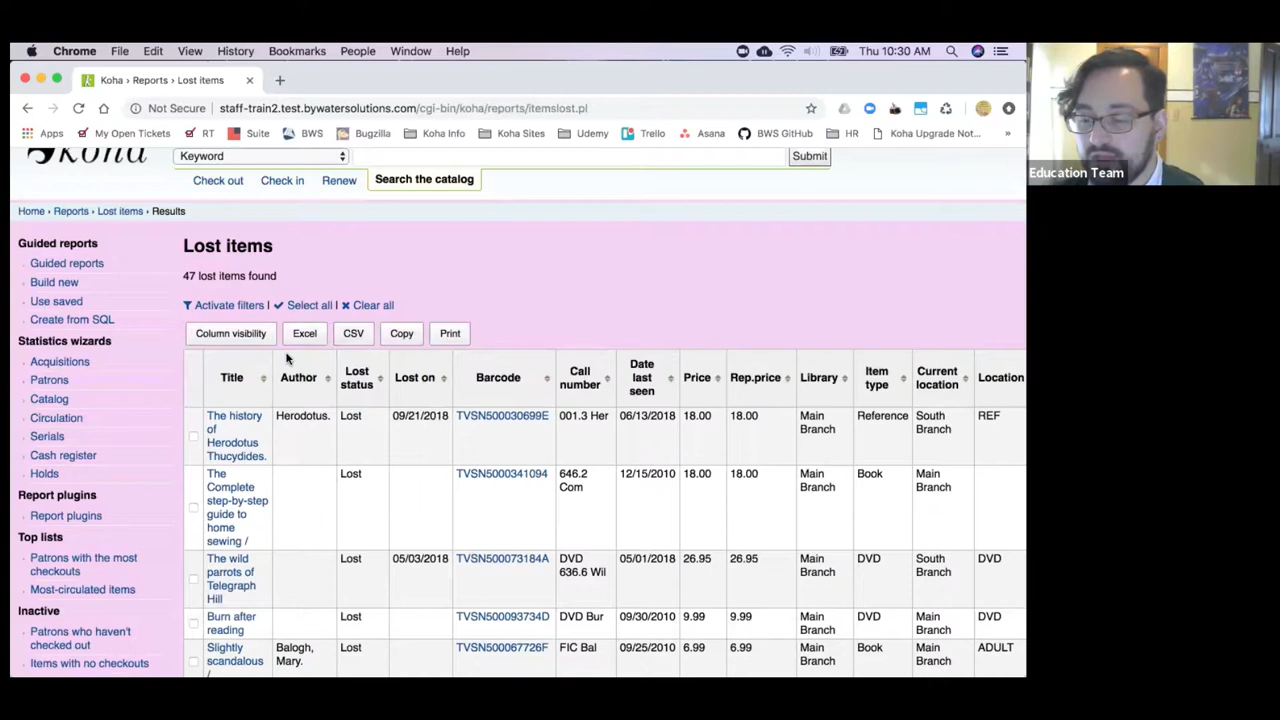 Chrome File Edit View History Bookmarks People Window Help Thu 10:30 AM
Koha › Reports › Lost items
Not Secure staff-train2.test.bywatersolutions.com/cgi-bin/koha/reports/itemslost.pl
Apps My Open Tickets RT Suite BWS Bugzilla Koha Info Koha Sites Udemy Trello Asana BWS GitHub HR Koha Upgrade Not... »
koha Keyword Submit
Check out Check in Renew Search the catalog
Education Team
Home › Reports › Lost items › Results
Guided reports
Guided reports
Build new
Use saved
Create from SQL
Statistics wizards
Acquisitions
Patrons
Catalog
Circulation
Serials
Cash register
Holds
Report plugins
Report plugins
Top lists
Patrons with the most
checkouts
Most-circulated items
Inactive
Patrons who haven't
checked out
Items with no checkouts
Lost items
47 lost items found
Activate filters | Select all | Clear all
Column visibility Excel CSV Copy Print
Title Author Lost status Lost on Barcode Call number Date last seen Price Rep.price Library Item type Current location Location
The history Herodotus. Lost 09/21/2018 TVSN500030699E 001.3 Her 06/13/2018 18.00 18.00 Main Reference South REF
of Branch Branch
Herodotus
Thucydides.
The Lost TVSN5000341094 646.2 12/15/2010 18.00 18.00 Main Book Main
Complete Com Branch Branch
step-by-step
guide to
home
sewing /
The wild Lost 05/03/2018 TVSN500073184A DVD 05/01/2018 26.95 26.95 Main DVD South DVD
parrots of 636.6 Wil Branch Branch
Telegraph
Hill
Burn after Lost TVSN500093734D DVD Bur 09/30/2010 9.99 9.99 Main DVD Main DVD
reading Branch Branch
Slightly Balogh, Lost TVSN500067726F FIC Bal 09/25/2010 6.99 6.99 Main Book Main ADULT
scandalous Mary. Branch Branch
/